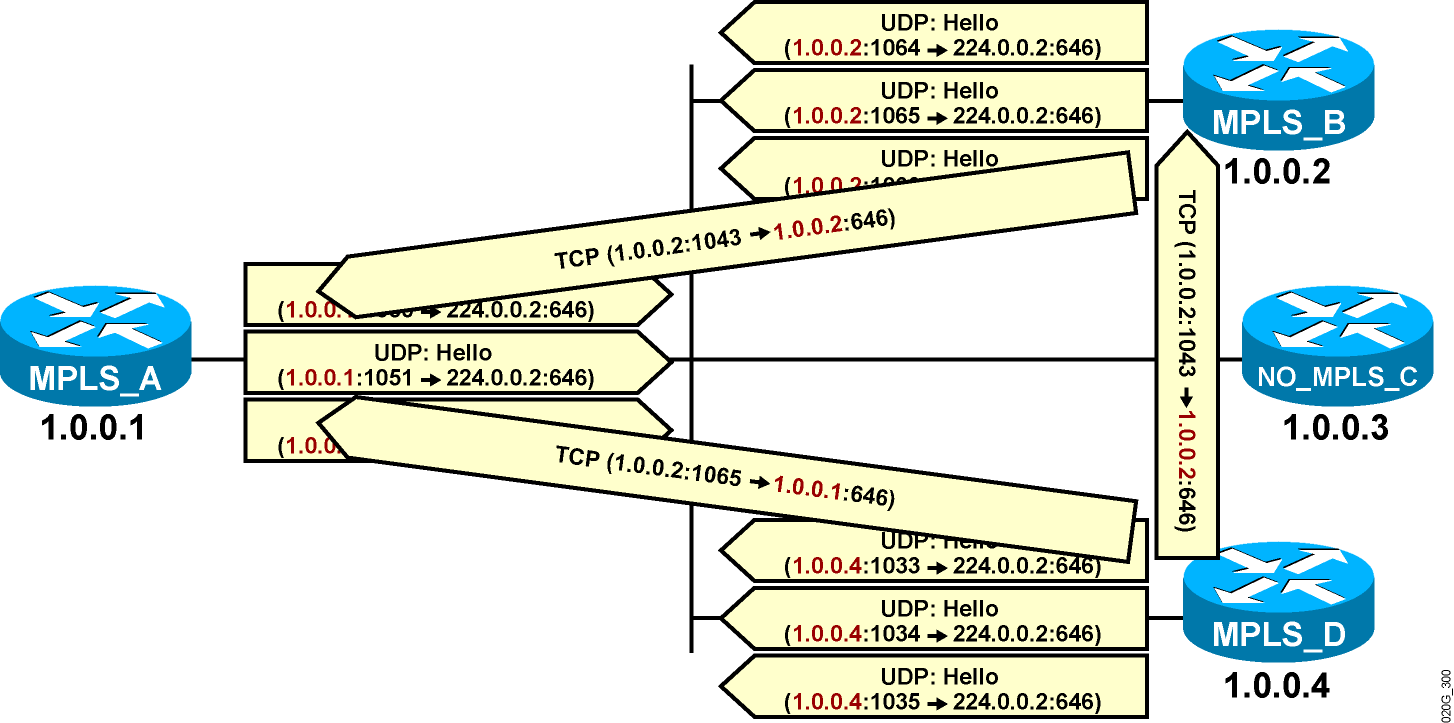 UDP: Hello
(1.0.0.2:1064 → 224.0.0.2:646)
UDP: Hello
(1.0.0.2:1065 → 224.0.0.2:646)
UDP: Hello
(1.0.0.2:
MPLS_B
1.0.0.2
TCP (1.0.0.2:1043 → 1.0.0.2:646)
→ 224.0.0.2:646)
UDP: Hello
(1.0.0.1:1051 → 224.0.0.2:646)
MPLS_A
1.0.0.1
TCP (1.0.0.2:1043 → 1.0.0.2:646)
NO_MPLS_C
1.0.0.3
TCP (1.0.0.2:1065 → 1.0.0.1:646)
UDP: Hello
(1.0.0.4:1033 → 224.0.0.2:646)
UDP: Hello
(1.0.0.4:1034 → 224.0.0.2:646)
MPLS_D
1.0.0.4
UDP: Hello
(1.0.0.4:1035 → 224.0.0.2:646)
020G_300